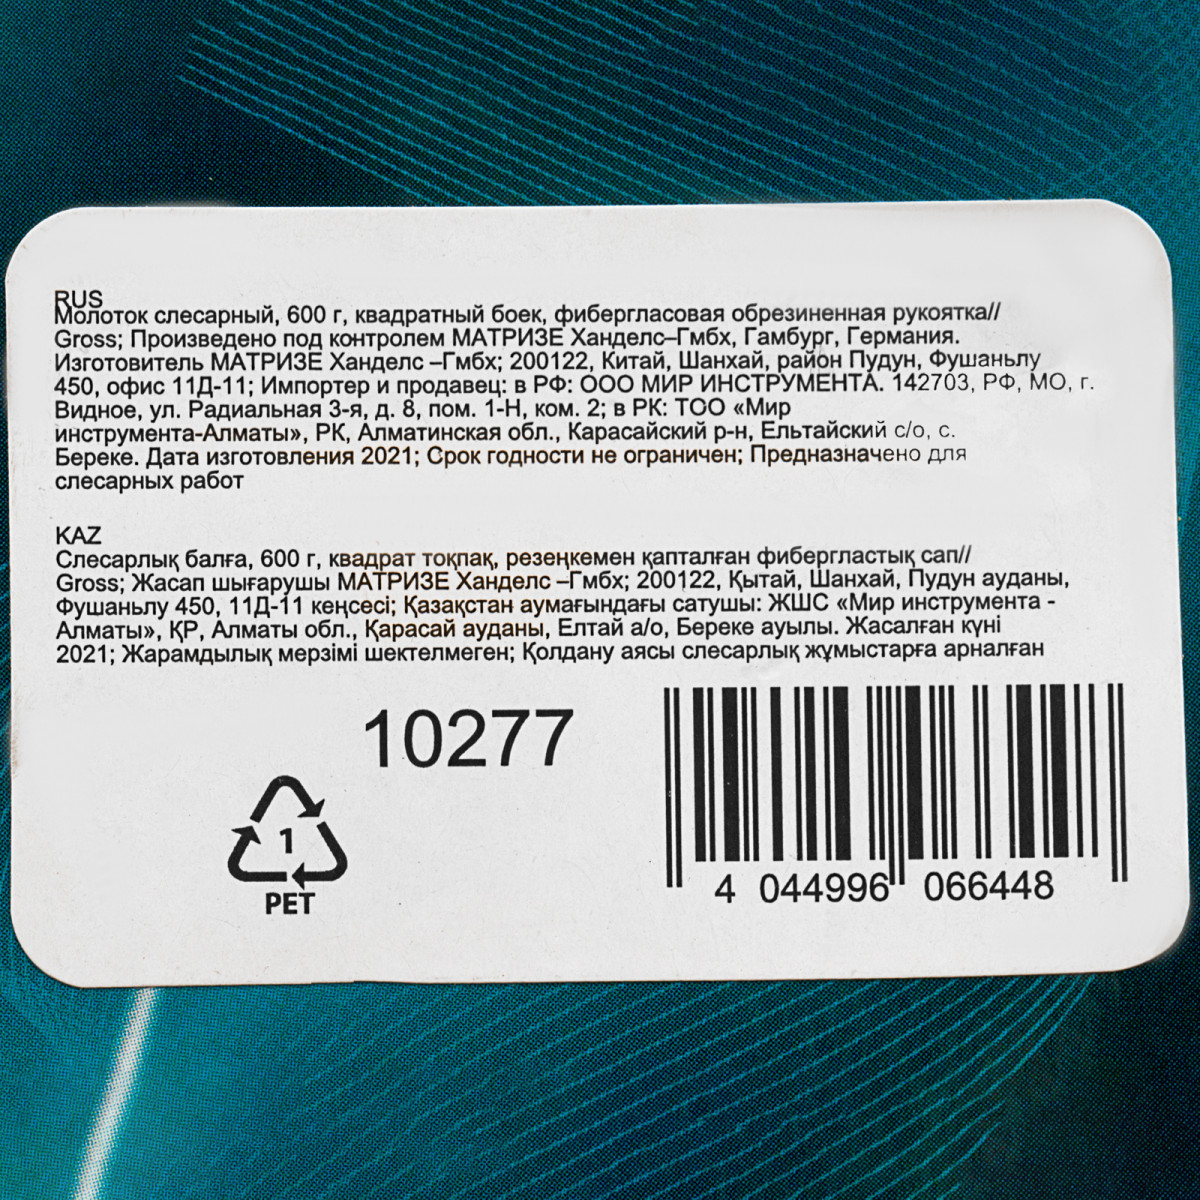 RUS
Молоток слесарный, 600 г, квадратный боек, фибергласовая обрезиненная рукоятка//
Gross; Произведено под контролем МАТРИЗЕ Ханделс–Гмбх, Гамбург, Германия.
Изготовитель МАТРИЗЕ Ханделс –Гмбх; 200122, Китай, Шанхай, район Пудун, Фушаньлу
450, офис 11Д-11; Импортер и продавец: в РФ: ООО МИР ИНСТРУМЕНТА. 142703, РФ, МО, г.
Видное, ул. Радиальная 3-я, д. 8, пом. 1-Н, ком. 2; в РК: ТОО «Мир
инструмента-Алматы», РК, Алматинская обл., Карасайский р-н, Ельтайский с/о, с.
Береке. Дата изготовления 2021; Срок годности не ограничен; Предназначено для
слесарных работ
KAZ
Слесарлық балға, 600 г, квадрат тоқпақ, резеңкемен қапталған фибергластық сап//
Gross; Жасап шығарушы МАТРИЗЕ Ханделс –Гмбх; 200122, Қытай, Шанхай, Пудун ауданы,
Фушаньлу 450, 11Д-11 кеңсесі; Қазақстан аумағындағы сатушы: ЖШС «Мир инструмента -
Алматы», ҚР, Алматы обл., Қарасай ауданы, Елтай а/о, Береке ауылы. Жасалған күні
2021; Жарамдылық мерзімі шектелмеген; Қолдану аясы слесарлық жұмыстарға арналған
10277
1
PET
4 044996 066448